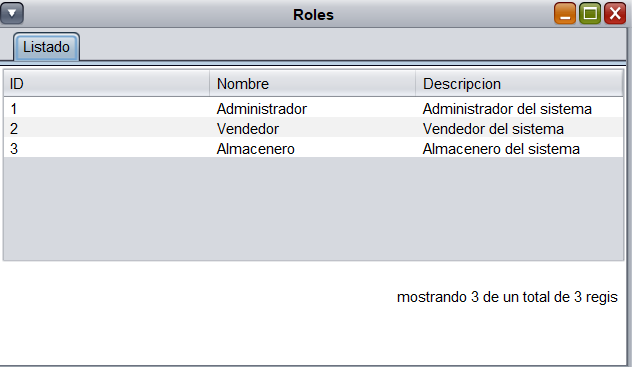 Roles
Listado
ID Nombre Descripcion
1 Administrador Administrador del sistema
2 Vendedor Vendedor del sistema
3 Almacenero Almacenero del sistema
mostrando 3 de un total de 3 regis